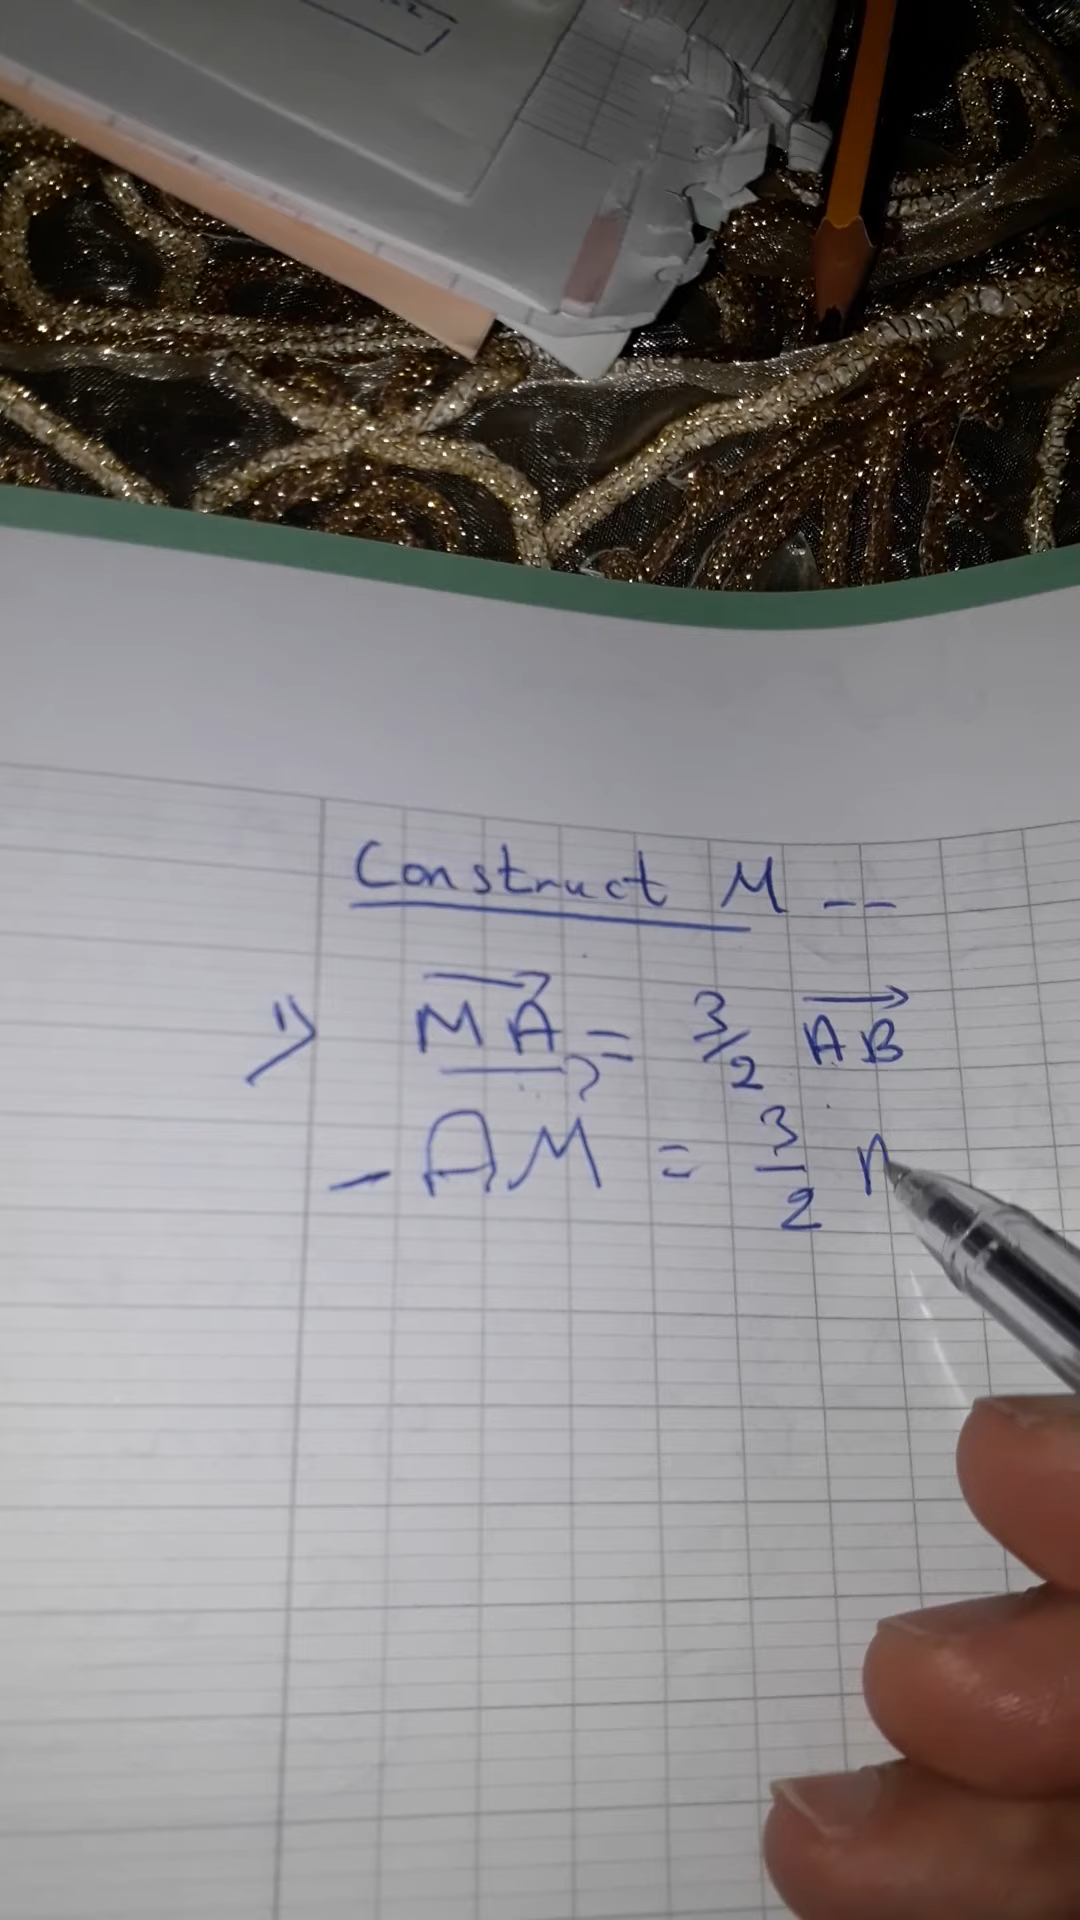 Construct M --
1) MA = 3/2 AB
- AM = 3/2